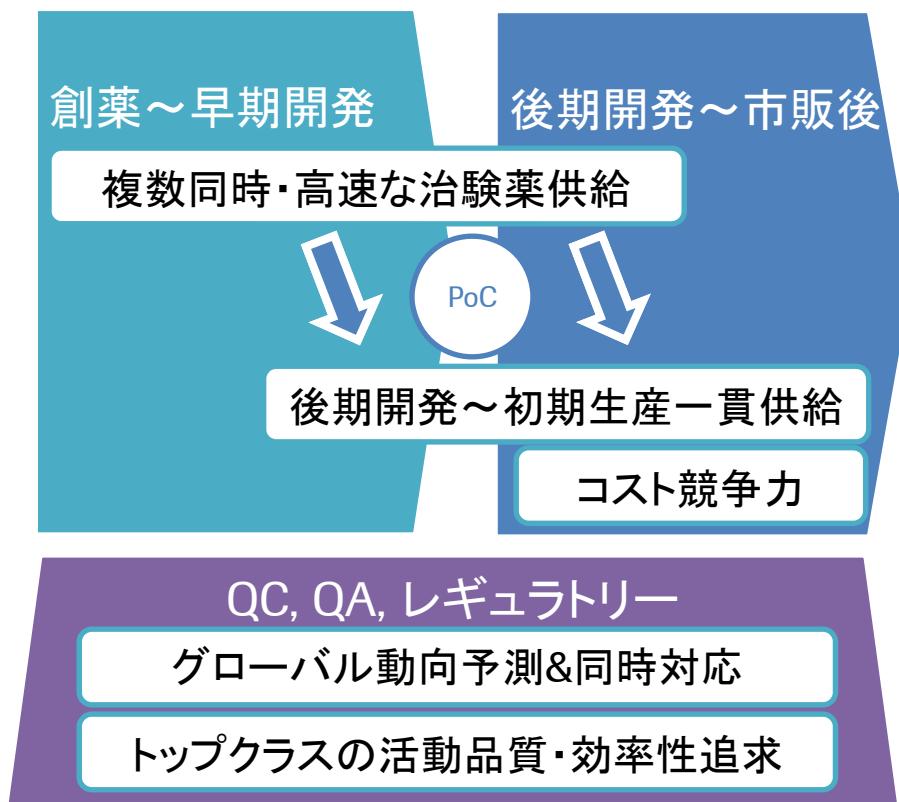 創薬～早期開発
後期開発～市販後
複数同時・高速な治験薬供給
PoC
後期開発～初期生産一貫供給
コスト競争力
QC, QA, レギュラトリー
グローバル動向予測&同時対応
トップクラスの活動品質・効率性追求